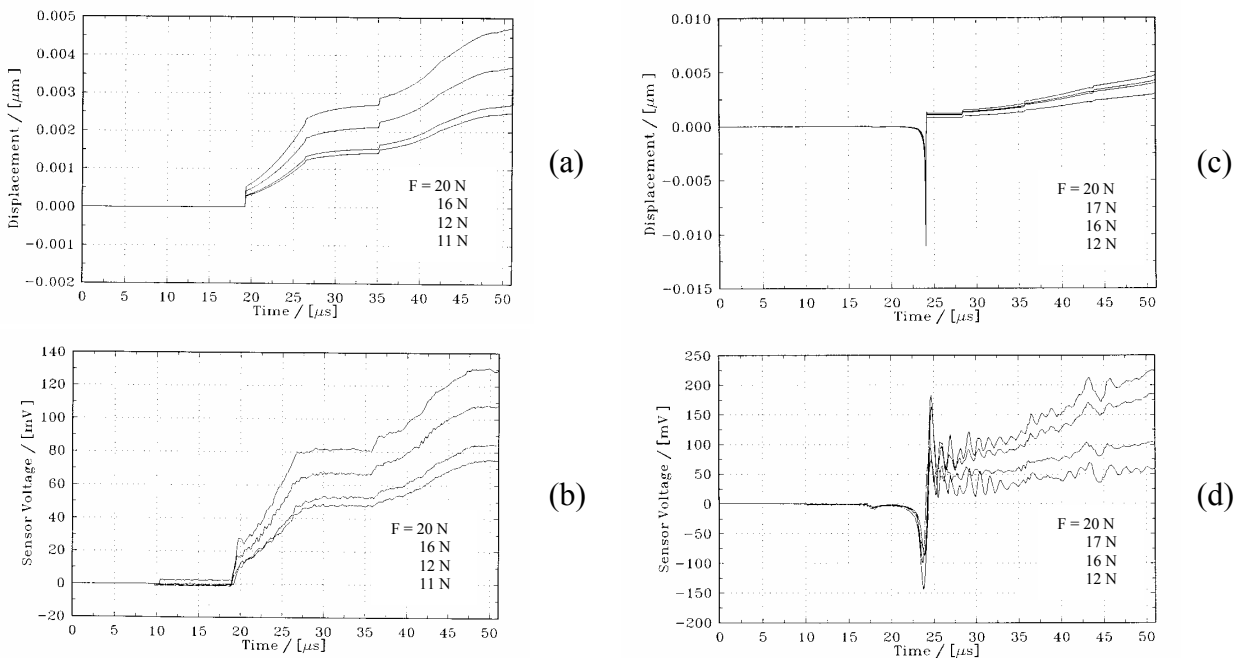 0.005
0.004
0.003
0.002
0.001
0.000
−0.001
−0.002
Displacement / [μm]
0 5 10 15 20 25 30 35 40 45 50
Time / [μs]
F = 20 N
16 N
12 N
11 N
(a)
140
120
100
80
60
40
20
0
−20
Sensor Voltage / [mV]
0 5 10 15 20 25 30 35 40 45 50
Time / [μs]
F = 20 N
16 N
12 N
11 N
(b)
0.010
0.005
0.000
−0.005
−0.010
−0.015
Displacement / [μm]
0 5 10 15 20 25 30 35 40 45 50
Time / [μs]
F = 20 N
17 N
16 N
12 N
(c)
250
200
150
100
50
0
−50
−100
−150
−200
Sensor Voltage / [mV]
0 5 10 15 20 25 30 35 40 45 50
Time / [μs]
F = 20 N
17 N
16 N
12 N
(d)